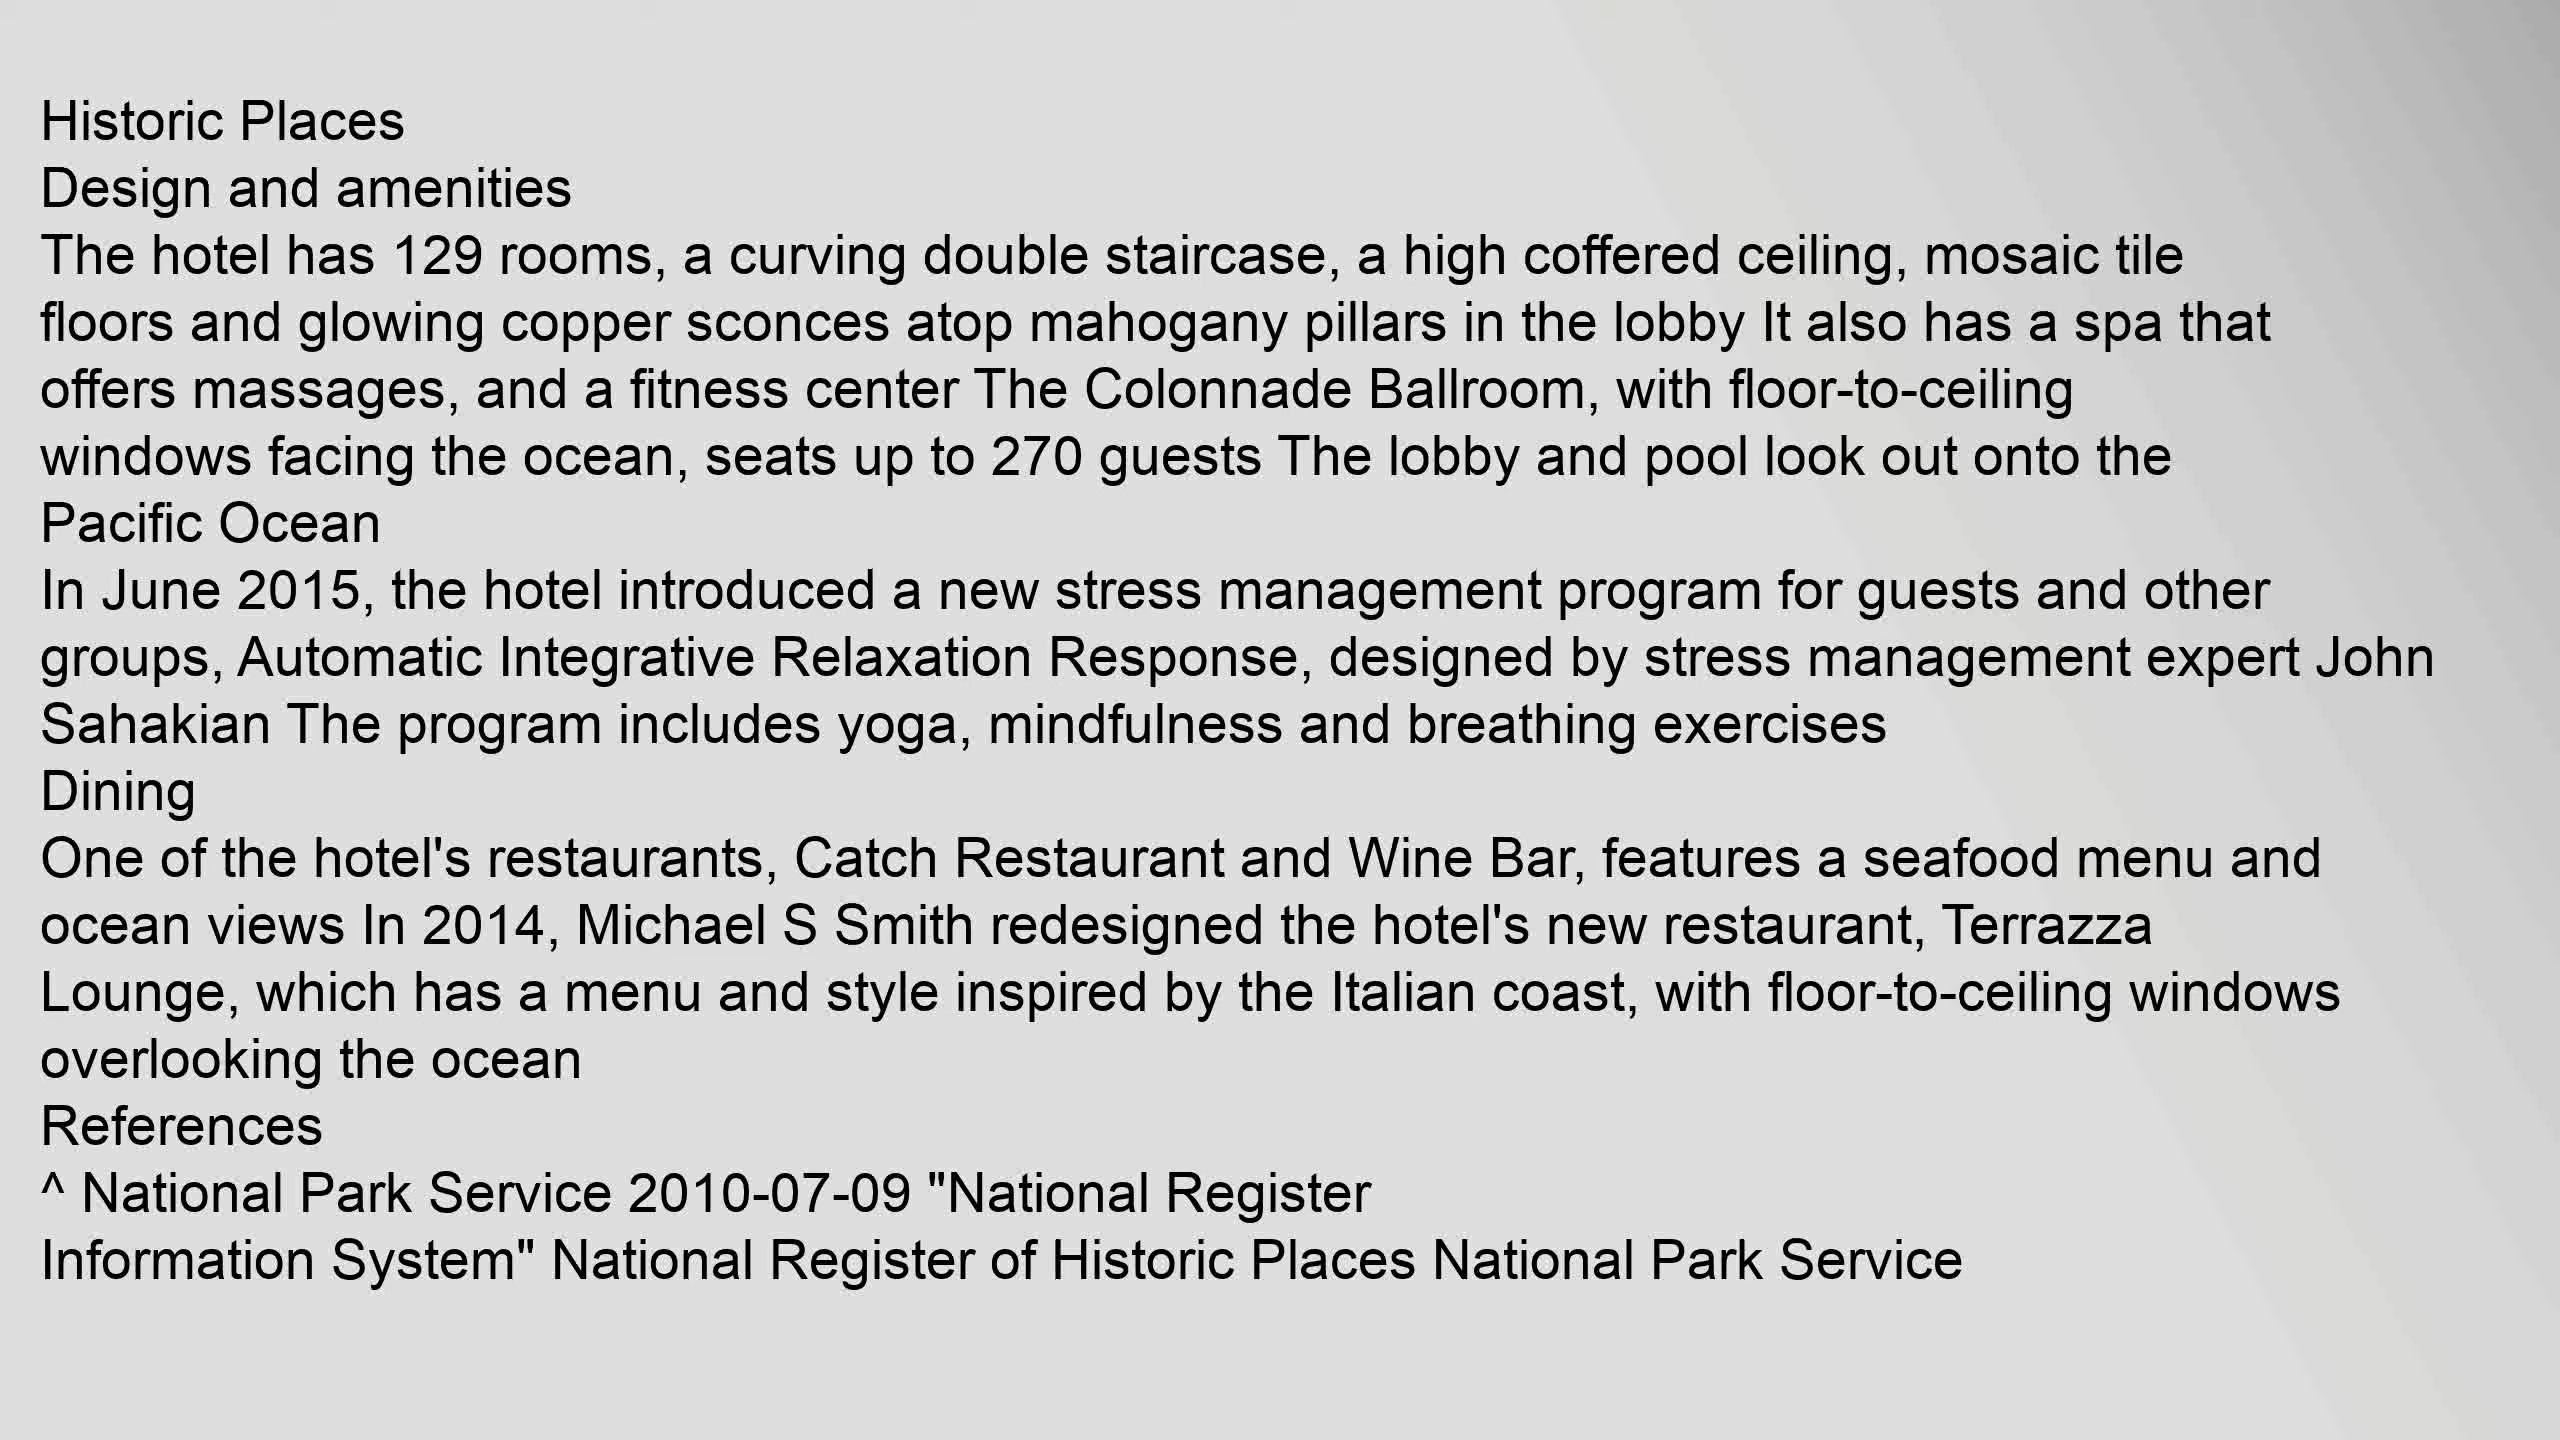 Historic Places
Design and amenities
The hotel has 129 rooms, a curving double staircase, a high coffered ceiling, mosaic tile
floors and glowing copper sconces atop mahogany pillars in the lobby It also has a spa that
offers massages, and a fitness center The Colonnade Ballroom, with floor-to-ceiling
windows facing the ocean, seats up to 270 guests The lobby and pool look out onto the
Pacific Ocean
In June 2015, the hotel introduced a new stress management program for guests and other
groups, Automatic Integrative Relaxation Response, designed by stress management expert John
Sahakian The program includes yoga, mindfulness and breathing exercises
Dining
One of the hotel's restaurants, Catch Restaurant and Wine Bar, features a seafood menu and
ocean views In 2014, Michael S Smith redesigned the hotel's new restaurant, Terrazza
Lounge, which has a menu and style inspired by the Italian coast, with floor-to-ceiling windows
overlooking the ocean
References
^ National Park Service 2010-07-09 "National Register
Information System" National Register of Historic Places National Park Service